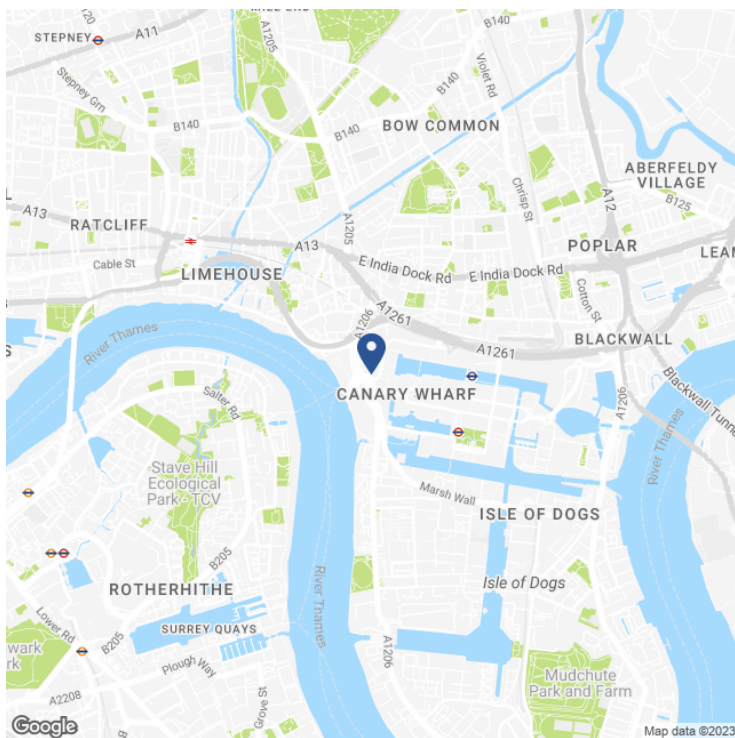 STEPNEY
A11
A1205
B140
Violet Rd
B140
Stepney Grn
B140
B140
BOW COMMON
ABERFELDY
VILLAGE
B125
A12
Chrisp St
A13
RATCLIFF
A1205
A13
POPLAR
Cable St
LIMEHOUSE
E India Dock Rd
E India Dock Rd
Cotton St
A1206
A1261
A1261
BLACKWALL
River Thames
CANARY WHARF
A1206
Salter Rd
River Thames
Stave Hill
Ecological
Park - TCV
Marsh Wall
ISLE OF DOGS
B205
River Thames
Isle of Dogs
ROTHERHITHE
Lower Rd
B205
SURREY QUAYS
Plough Way
A1206
Mudchute
Park and Farm
A2208
Grove St
Google
Map data ©2023